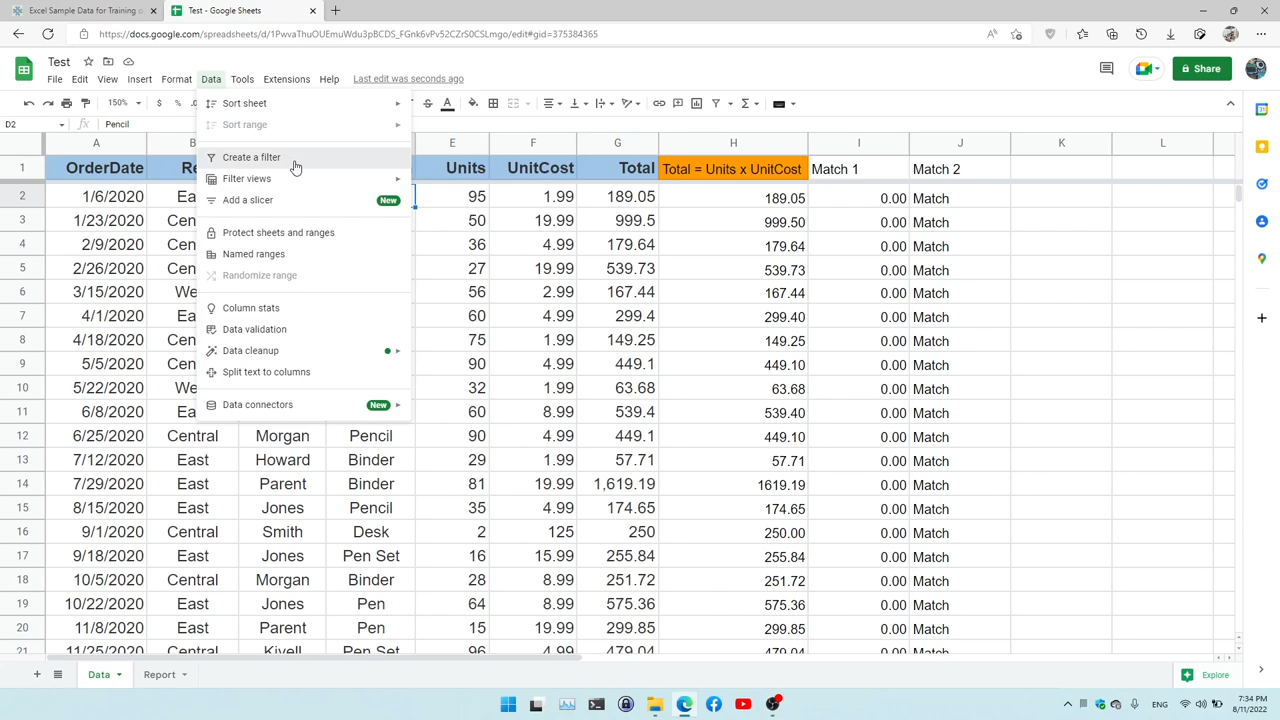 Excel Sample Data for Training c
Test - Google Sheets
https://docs.google.com/spreadsheets/d/1PwvaThuOUEmuWdu3pBCDS_FGnk6vPv52CZrS0CSLmgo/edit#gid=375384365
Test
File Edit View Insert Format Data Tools Extensions Help Last edit was seconds ago
Share
150% $ %
D2 Pencil
Sort sheet
Sort range
Create a filter
Filter views
Add a slicer New
Protect sheets and ranges
Named ranges
Randomize range
Column stats
Data validation
Data cleanup
Split text to columns
Data connectors New
A B E F G H I J K L
1 OrderDate Re Units UnitCost Total Total = Units x UnitCost Match 1 Match 2
2 1/6/2020 Ea 95 1.99 189.05 189.05 0.00 Match
3 1/23/2020 Cen 50 19.99 999.5 999.50 0.00 Match
4 2/9/2020 Cen 36 4.99 179.64 179.64 0.00 Match
5 2/26/2020 Cen 27 19.99 539.73 539.73 0.00 Match
6 3/15/2020 We 56 2.99 167.44 167.44 0.00 Match
7 4/1/2020 Ea 60 4.99 299.4 299.40 0.00 Match
8 4/18/2020 Cen 75 1.99 149.25 149.25 0.00 Match
9 5/5/2020 Cen 90 4.99 449.1 449.10 0.00 Match
10 5/22/2020 We 32 1.99 63.68 63.68 0.00 Match
11 6/8/2020 Ea 60 8.99 539.4 539.40 0.00 Match
12 6/25/2020 Central Morgan Pencil 90 4.99 449.1 449.10 0.00 Match
13 7/12/2020 East Howard Binder 29 1.99 57.71 57.71 0.00 Match
14 7/29/2020 East Parent Binder 81 19.99 1,619.19 1619.19 0.00 Match
15 8/15/2020 East Jones Pencil 35 4.99 174.65 174.65 0.00 Match
16 9/1/2020 Central Smith Desk 2 125 250 250.00 0.00 Match
17 9/18/2020 East Jones Pen Set 16 15.99 255.84 255.84 0.00 Match
18 10/5/2020 Central Morgan Binder 28 8.99 251.72 251.72 0.00 Match
19 10/22/2020 East Jones Pen 64 8.99 575.36 575.36 0.00 Match
20 11/8/2020 East Parent Pen 15 19.99 299.85 299.85 0.00 Match
21 11/25/2020 Central Kivell Pen Set 96 4.99 479.04 479.04 0.00 Match
Data Report Explore
ENG
7:34 PM
8/11/2022